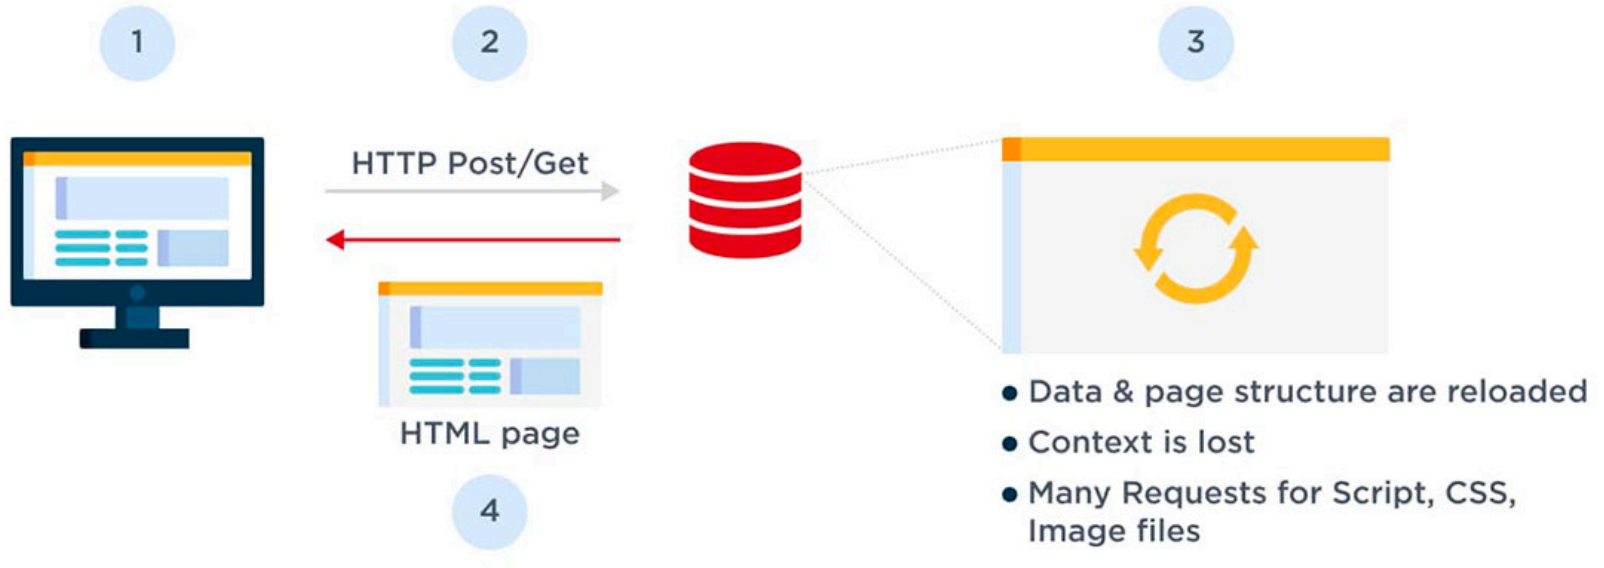 1
2
3
HTTP Post/Get
HTML page
4
• Data & page structure are reloaded
• Context is lost
• Many Requests for Script, CSS,
Image files